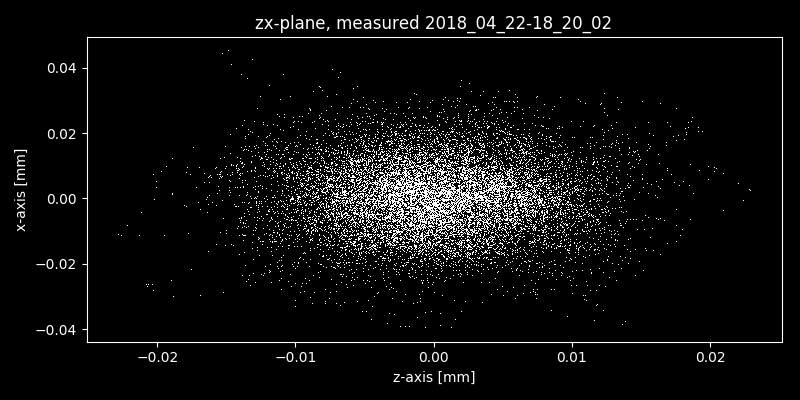 zx-plane, measured 2018_04_22-18_20_02
0.04
0.02
0.00
−0.02
−0.04
x-axis [mm]
−0.02 −0.01 0.00 0.01 0.02
z-axis [mm]